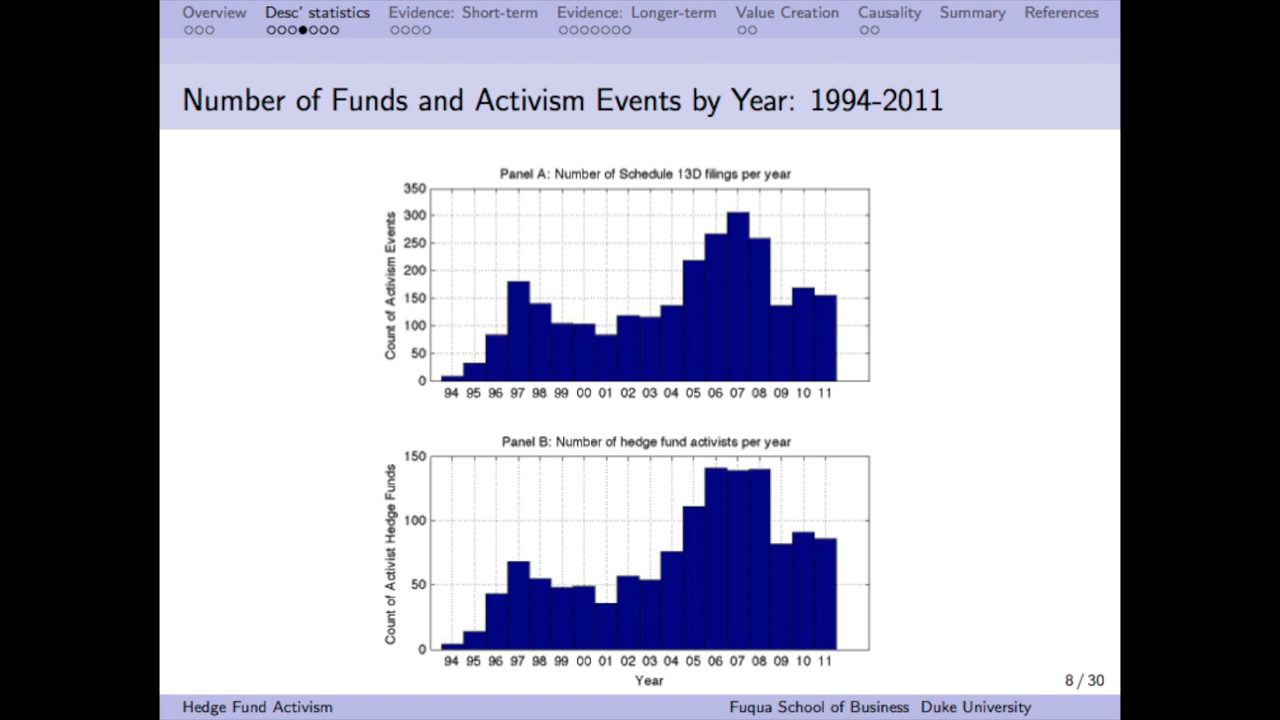 Overview Desc' statistics Evidence: Short-term Evidence: Longer-term Value Creation Causality Summary References
Number of Funds and Activism Events by Year: 1994-2011
Panel A: Number of Schedule 13D filings per year
Count of Activism Events
350
300
250
200
150
100
50
0
94 95 96 97 98 99 00 01 02 03 04 05 06 07 08 09 10 11
Panel B: Number of hedge fund activists per year
Count of Activist Hedge Funds
150
100
50
0
94 95 96 97 98 99 00 01 02 03 04 05 06 07 08 09 10 11
Year
8 / 30
Hedge Fund Activism Fuqua School of Business Duke University